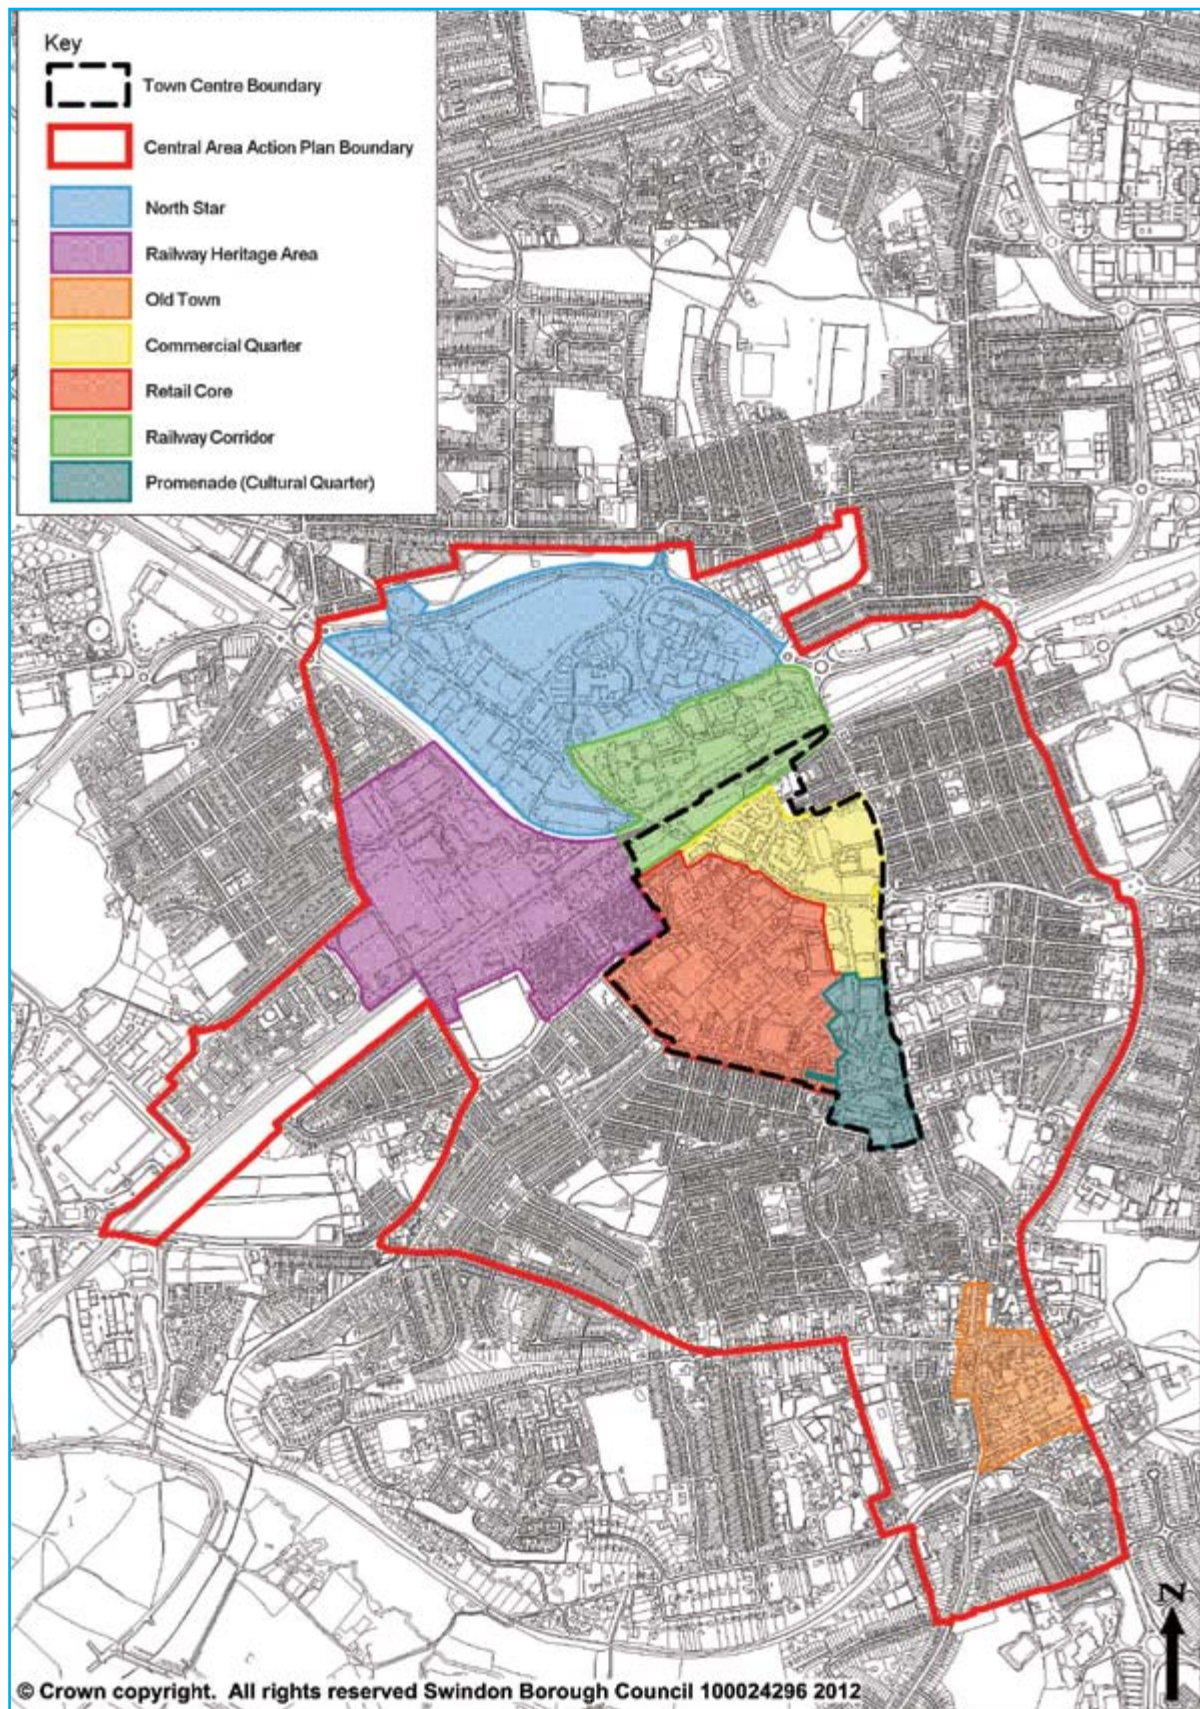 Key
Town Centre Boundary
Central Area Action Plan Boundary
North Star
Railway Heritage Area
Old Town
Commercial Quarter
Retail Core
Railway Corridor
Promenade (Cultural Quarter)
N
© Crown copyright. All rights reserved Swindon Borough Council 100024296 2012